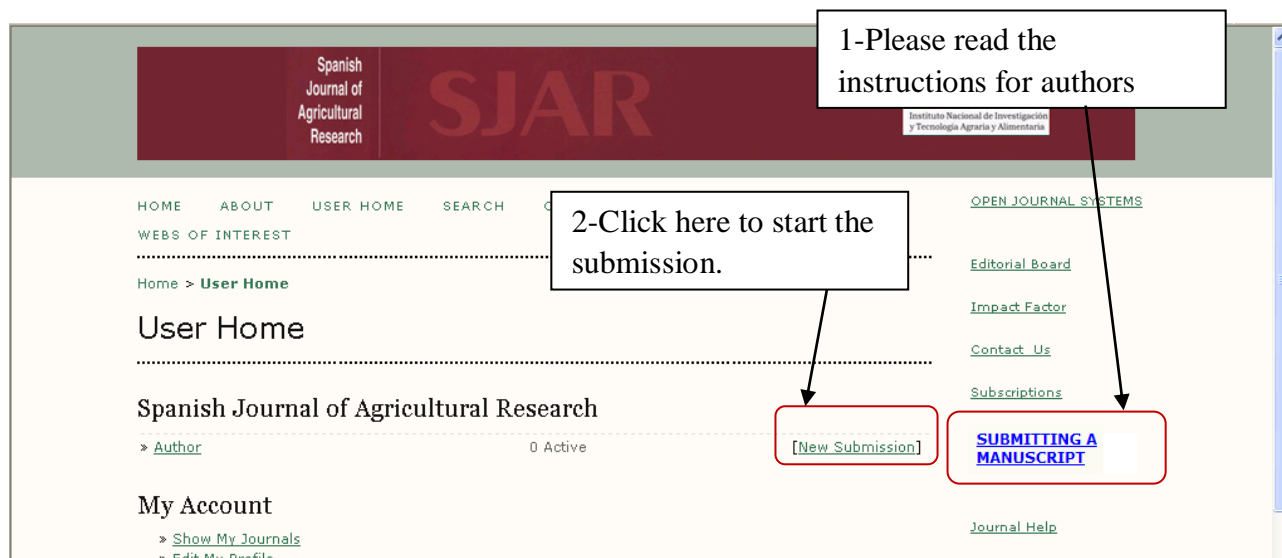 1-Please read the
instructions for authors
Spanish
Journal of
Agricultural
Research
SJAR
Instituto Nacional de Investigación
y Tecnología Agraria y Alimentaria
HOME ABOUT USER HOME SEARCH
WEBS OF INTEREST
2-Click here to start the
submission.
Home > User Home
User Home
Spanish Journal of Agricultural Research
» Author 0 Active [New Submission]
My Account
» Show My Journals
» Edit My Profile
OPEN JOURNAL SYSTEMS
Editorial Board
Impact Factor
Contact Us
Subscriptions
SUBMITTING A
MANUSCRIPT
Journal Help